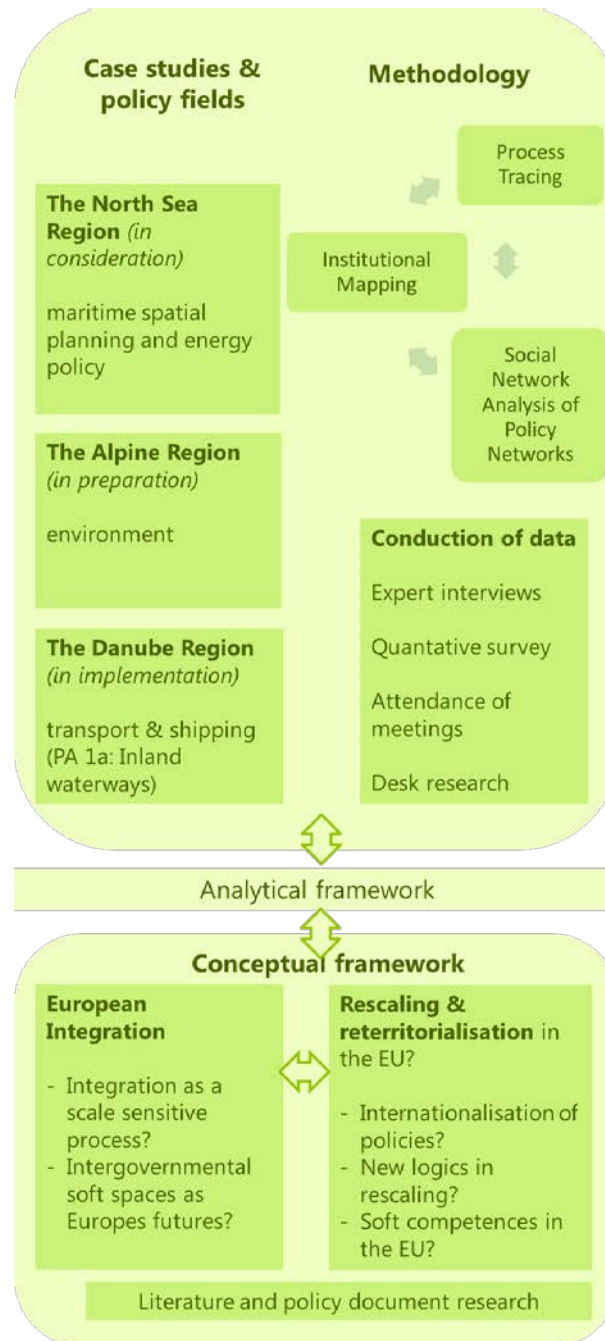 Case studies &
policy fields
The North Sea
Region (in
consideration)
maritime spatial
planning and energy
policy
The Alpine Region
(in preparation)
environment
The Danube Region
(in implementation)
transport & shipping
(PA 1a: Inland
waterways)
Methodology
Process
Tracing
Institutional
Mapping
Social
Network
Analysis of
Policy
Networks
Conduction of data
Expert interviews
Quantative survey
Attendance of
meetings
Desk research
Analytical framework
Conceptual framework
European
Integration
- Integration as a
scale sensitive
process?
- Intergovernmental
soft spaces as
Europes futures?
Rescaling &
reterritorialisation in
the EU?
- Internationalisation of
policies?
- New logics in
rescaling?
- Soft competences in
the EU?
Literature and policy document research